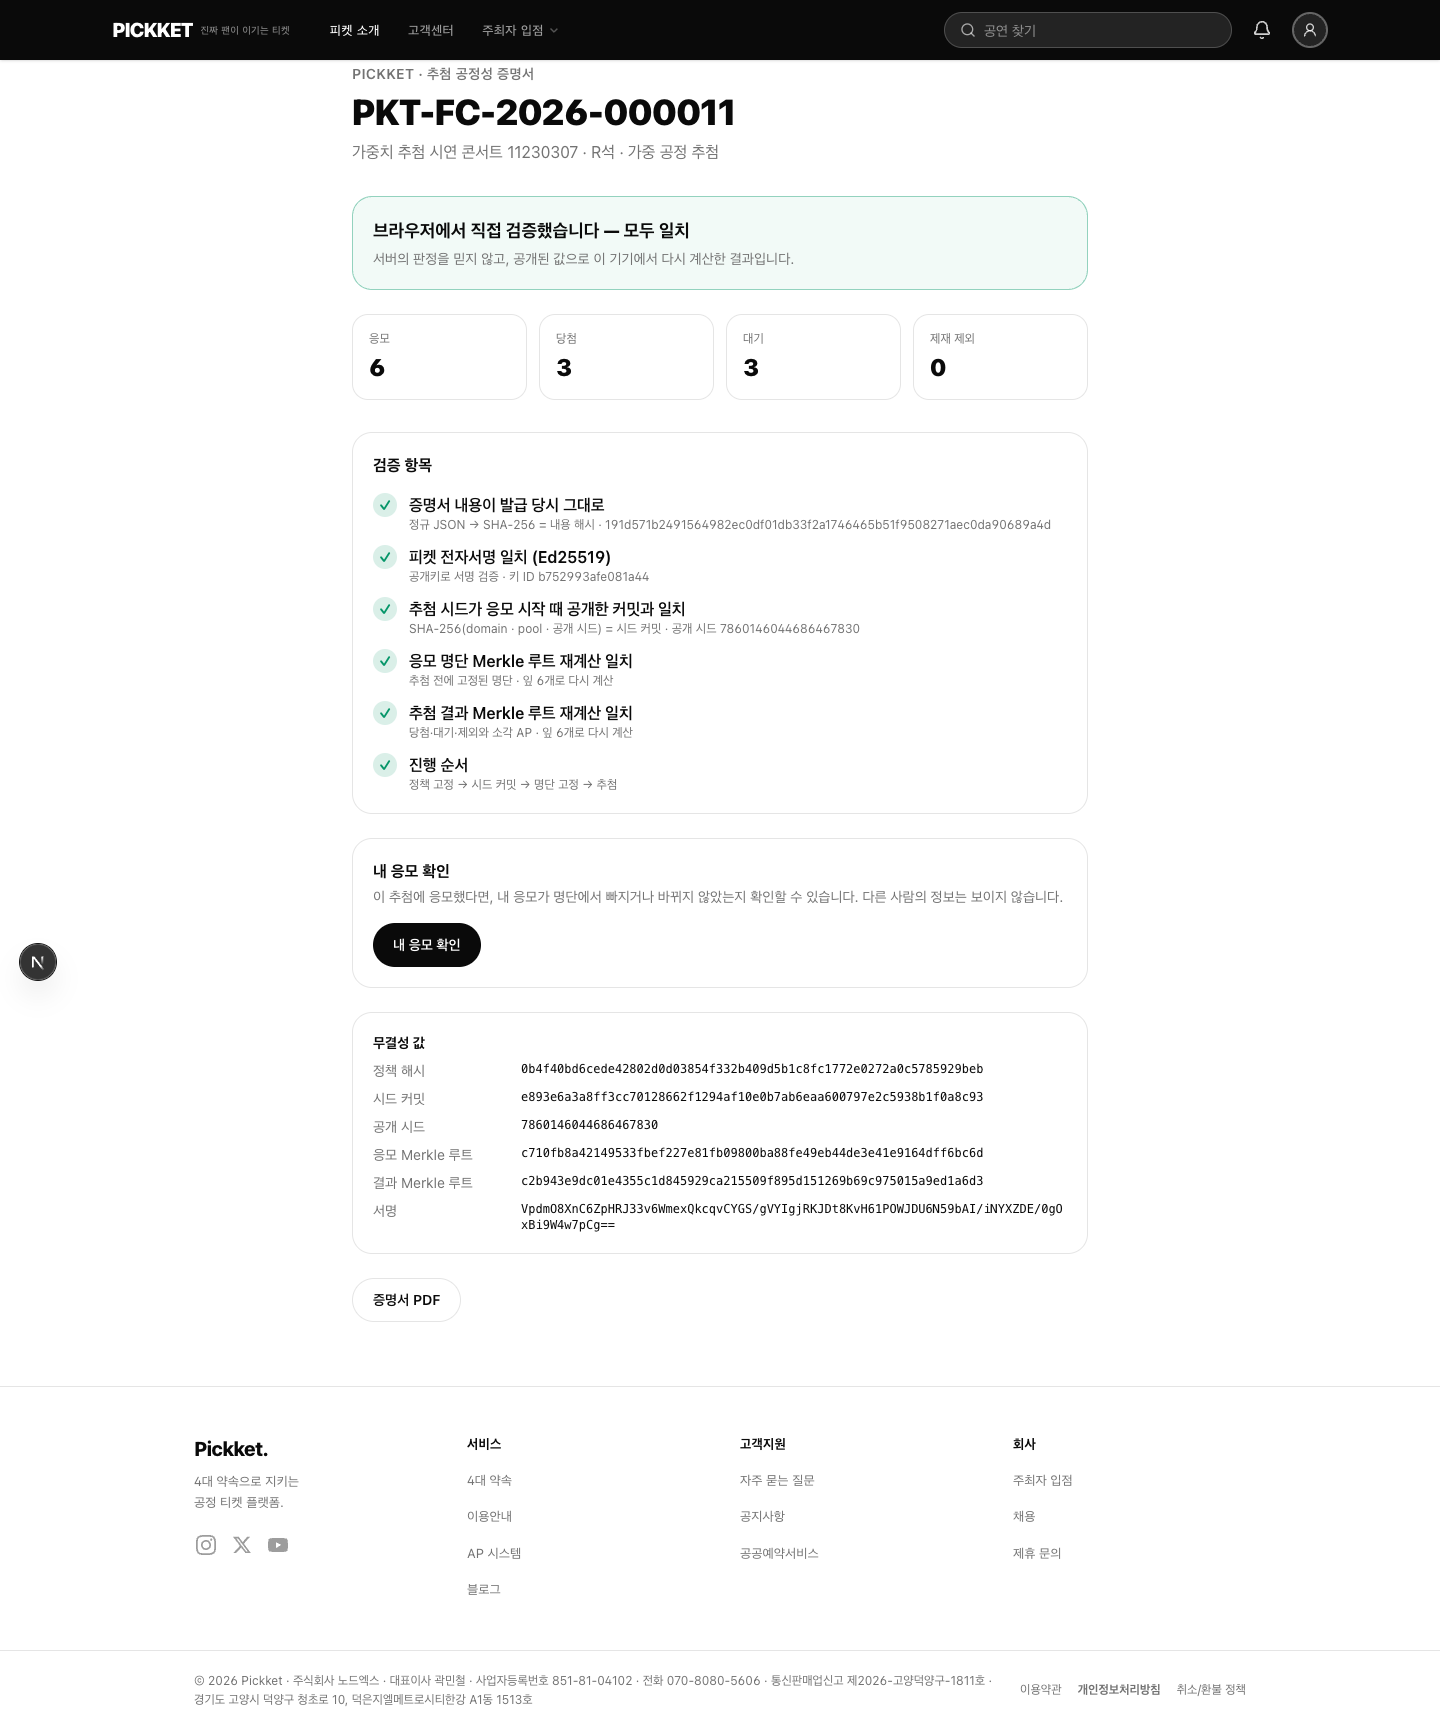 PICKKET 진짜 팬이 이기는 티켓 피켓 소개 고객센터 주최자 입점 공연 찾기
PICKKET · 추첨 공정성 증명서
PKT-FC-2026-000011
가중치 추첨 시연 콘서트 11230307 · R석 · 가중 공정 추첨
브라우저에서 직접 검증했습니다 — 모두 일치
서버의 판정을 믿지 않고, 공개된 값으로 이 기기에서 다시 계산한 결과입니다.
응모 당첨 대기 제재 제외
6 3 3 0
검증 항목
증명서 내용이 발급 당시 그대로
정규 JSON → SHA-256 = 내용 해시 · 191d571b2491564982ec0df01db33f2a1746465b51f9508271aec0da90689a4d
피켓 전자서명 일치 (Ed25519)
공개키로 서명 검증 · 키 ID b752993afe081a44
추첨 시드가 응모 시작 때 공개한 커밋과 일치
SHA-256(domain · pool · 공개 시드) = 시드 커밋 · 공개 시드 7860146044686467830
응모 명단 Merkle 루트 재계산 일치
추첨 전에 고정된 명단 · 잎 6개로 다시 계산
추첨 결과 Merkle 루트 재계산 일치
당첨·대기·제외와 소각 AP · 잎 6개로 다시 계산
진행 순서
정책 고정 → 시드 커밋 → 명단 고정 → 추첨
내 응모 확인
이 추첨에 응모했다면, 내 응모가 명단에서 빠지거나 바뀌지 않았는지 확인할 수 있습니다. 다른 사람의 정보는 보이지 않습니다.
내 응모 확인
N
무결성 값
정책 해시 0b4f40bd6cede42802d0d03854f332b409d5b1c8fc1772e0272a0c5785929beb
시드 커밋 e893e6a3a8ff3cc70128662f1294af10e0b7ab6eaa600797e2c5938b1f0a8c93
공개 시드 7860146044686467830
응모 Merkle 루트 c710fb8a42149533fbef227e81fb09800ba88fe49eb44de3e41e9164dff6bc6d
결과 Merkle 루트 c2b943e9dc01e4355c1d845929ca215509f895d151269b69c975015a9ed1a6d3
서명 VpdmO8XnC6ZpHRJ33v6WmexQkcqvCYGS/gVYIgjRKJDt8KvH61POWJDU6N59bAI/iNYXZDE/0gO
xBi9W4w7pCg==
증명서 PDF
Pickket. 서비스 고객지원 회사
4대 약속으로 지키는 4대 약속 자주 묻는 질문 주최자 입점
공정 티켓 플랫폼. 이용안내 공지사항 채용
AP 시스템 공공예약서비스 제휴 문의
블로그
© 2026 Pickket · 주식회사 노드엑스 · 대표이사 곽민철 · 사업자등록번호 851-81-04102 · 전화 070-8080-5606 · 통신판매업신고 제2026-고양덕양구-1811호 ·
경기도 고양시 덕양구 청초로 10, 덕은지엘메트로시티한강 A1동 1513호
이용약관 개인정보처리방침 취소/환불 정책